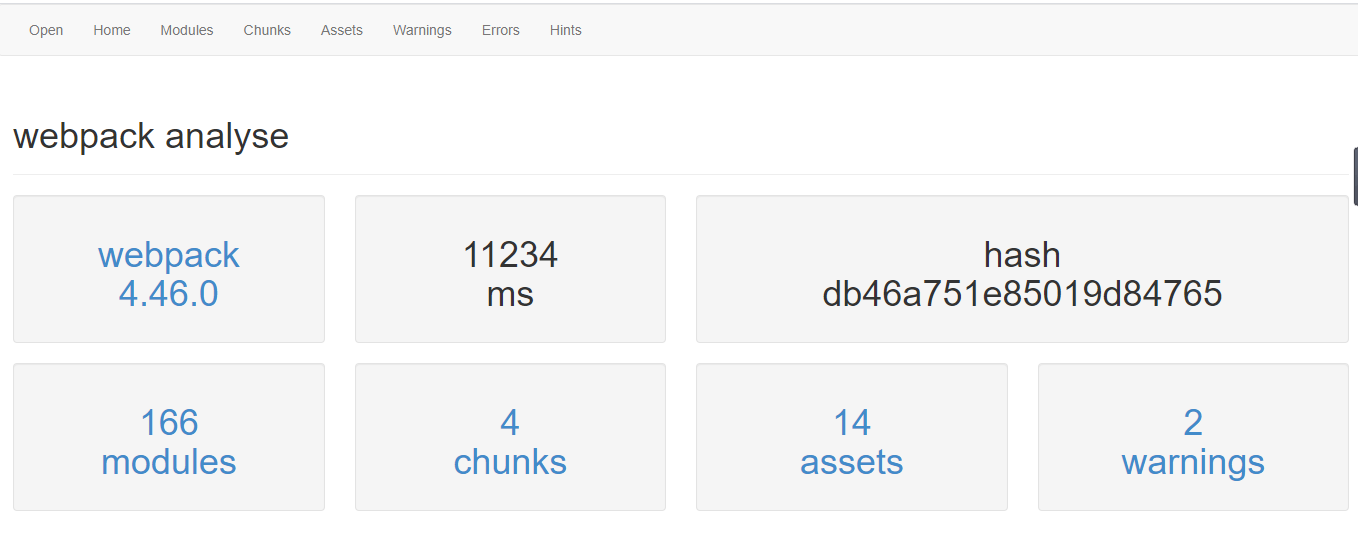 Open Home Modules Chunks Assets Warnings Errors Hints
webpack analyse
webpack
4.46.0
11234
ms
hash
db46a751e85019d84765
166
modules
4
chunks
14
assets
2
warnings